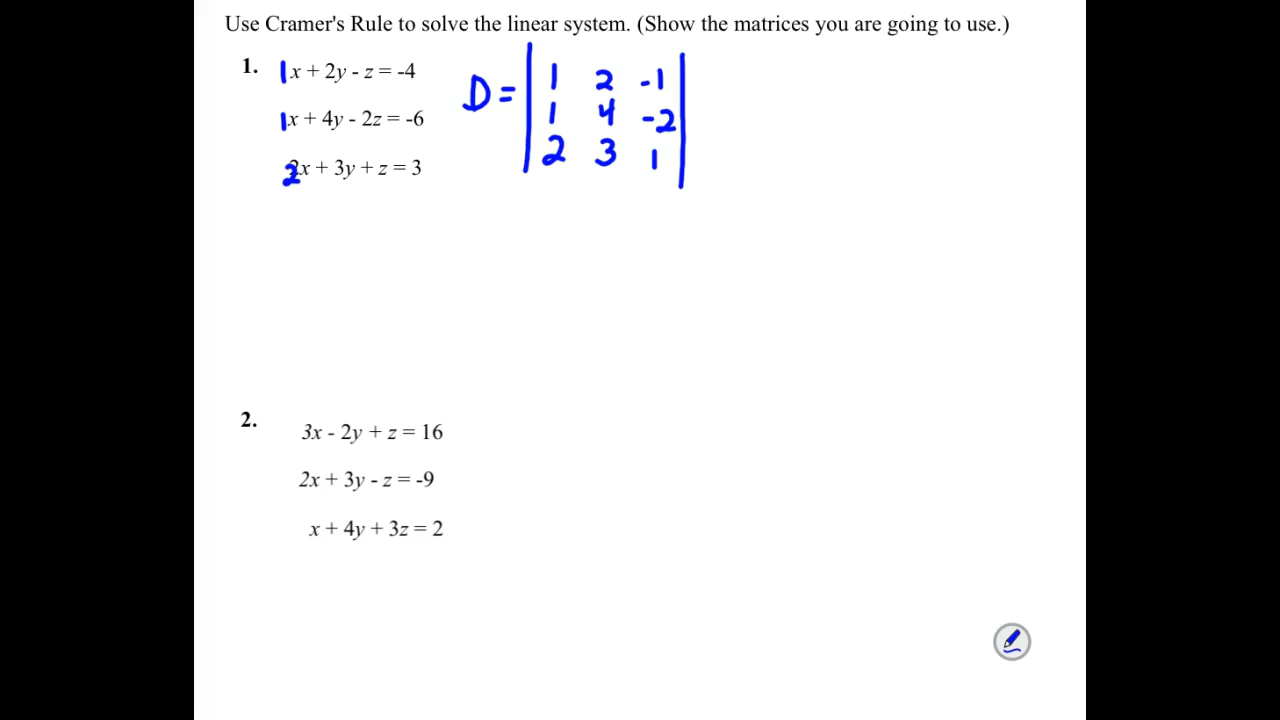 Use Cramer's Rule to solve the linear system. (Show the matrices you are going to use.)
1. 1x + 2y - z = -4
1x + 4y - 2z = -6
2x + 3y + z = 3
D = | 1 2 -1 |
| 1 4 -2 |
| 2 3 1 |
2.
3x - 2y + z = 16
2x + 3y - z = -9
x + 4y + 3z = 2